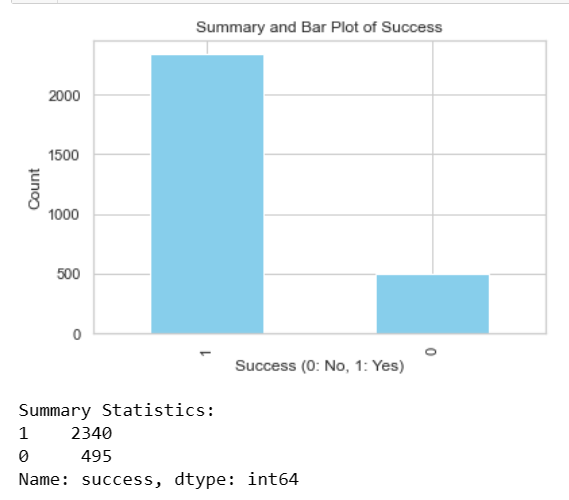 Summary and Bar Plot of Success
2000
1500
1000
500
0
Count
1
0
Success (0: No, 1: Yes)
Summary Statistics:
1    2340
0     495
Name: success, dtype: int64